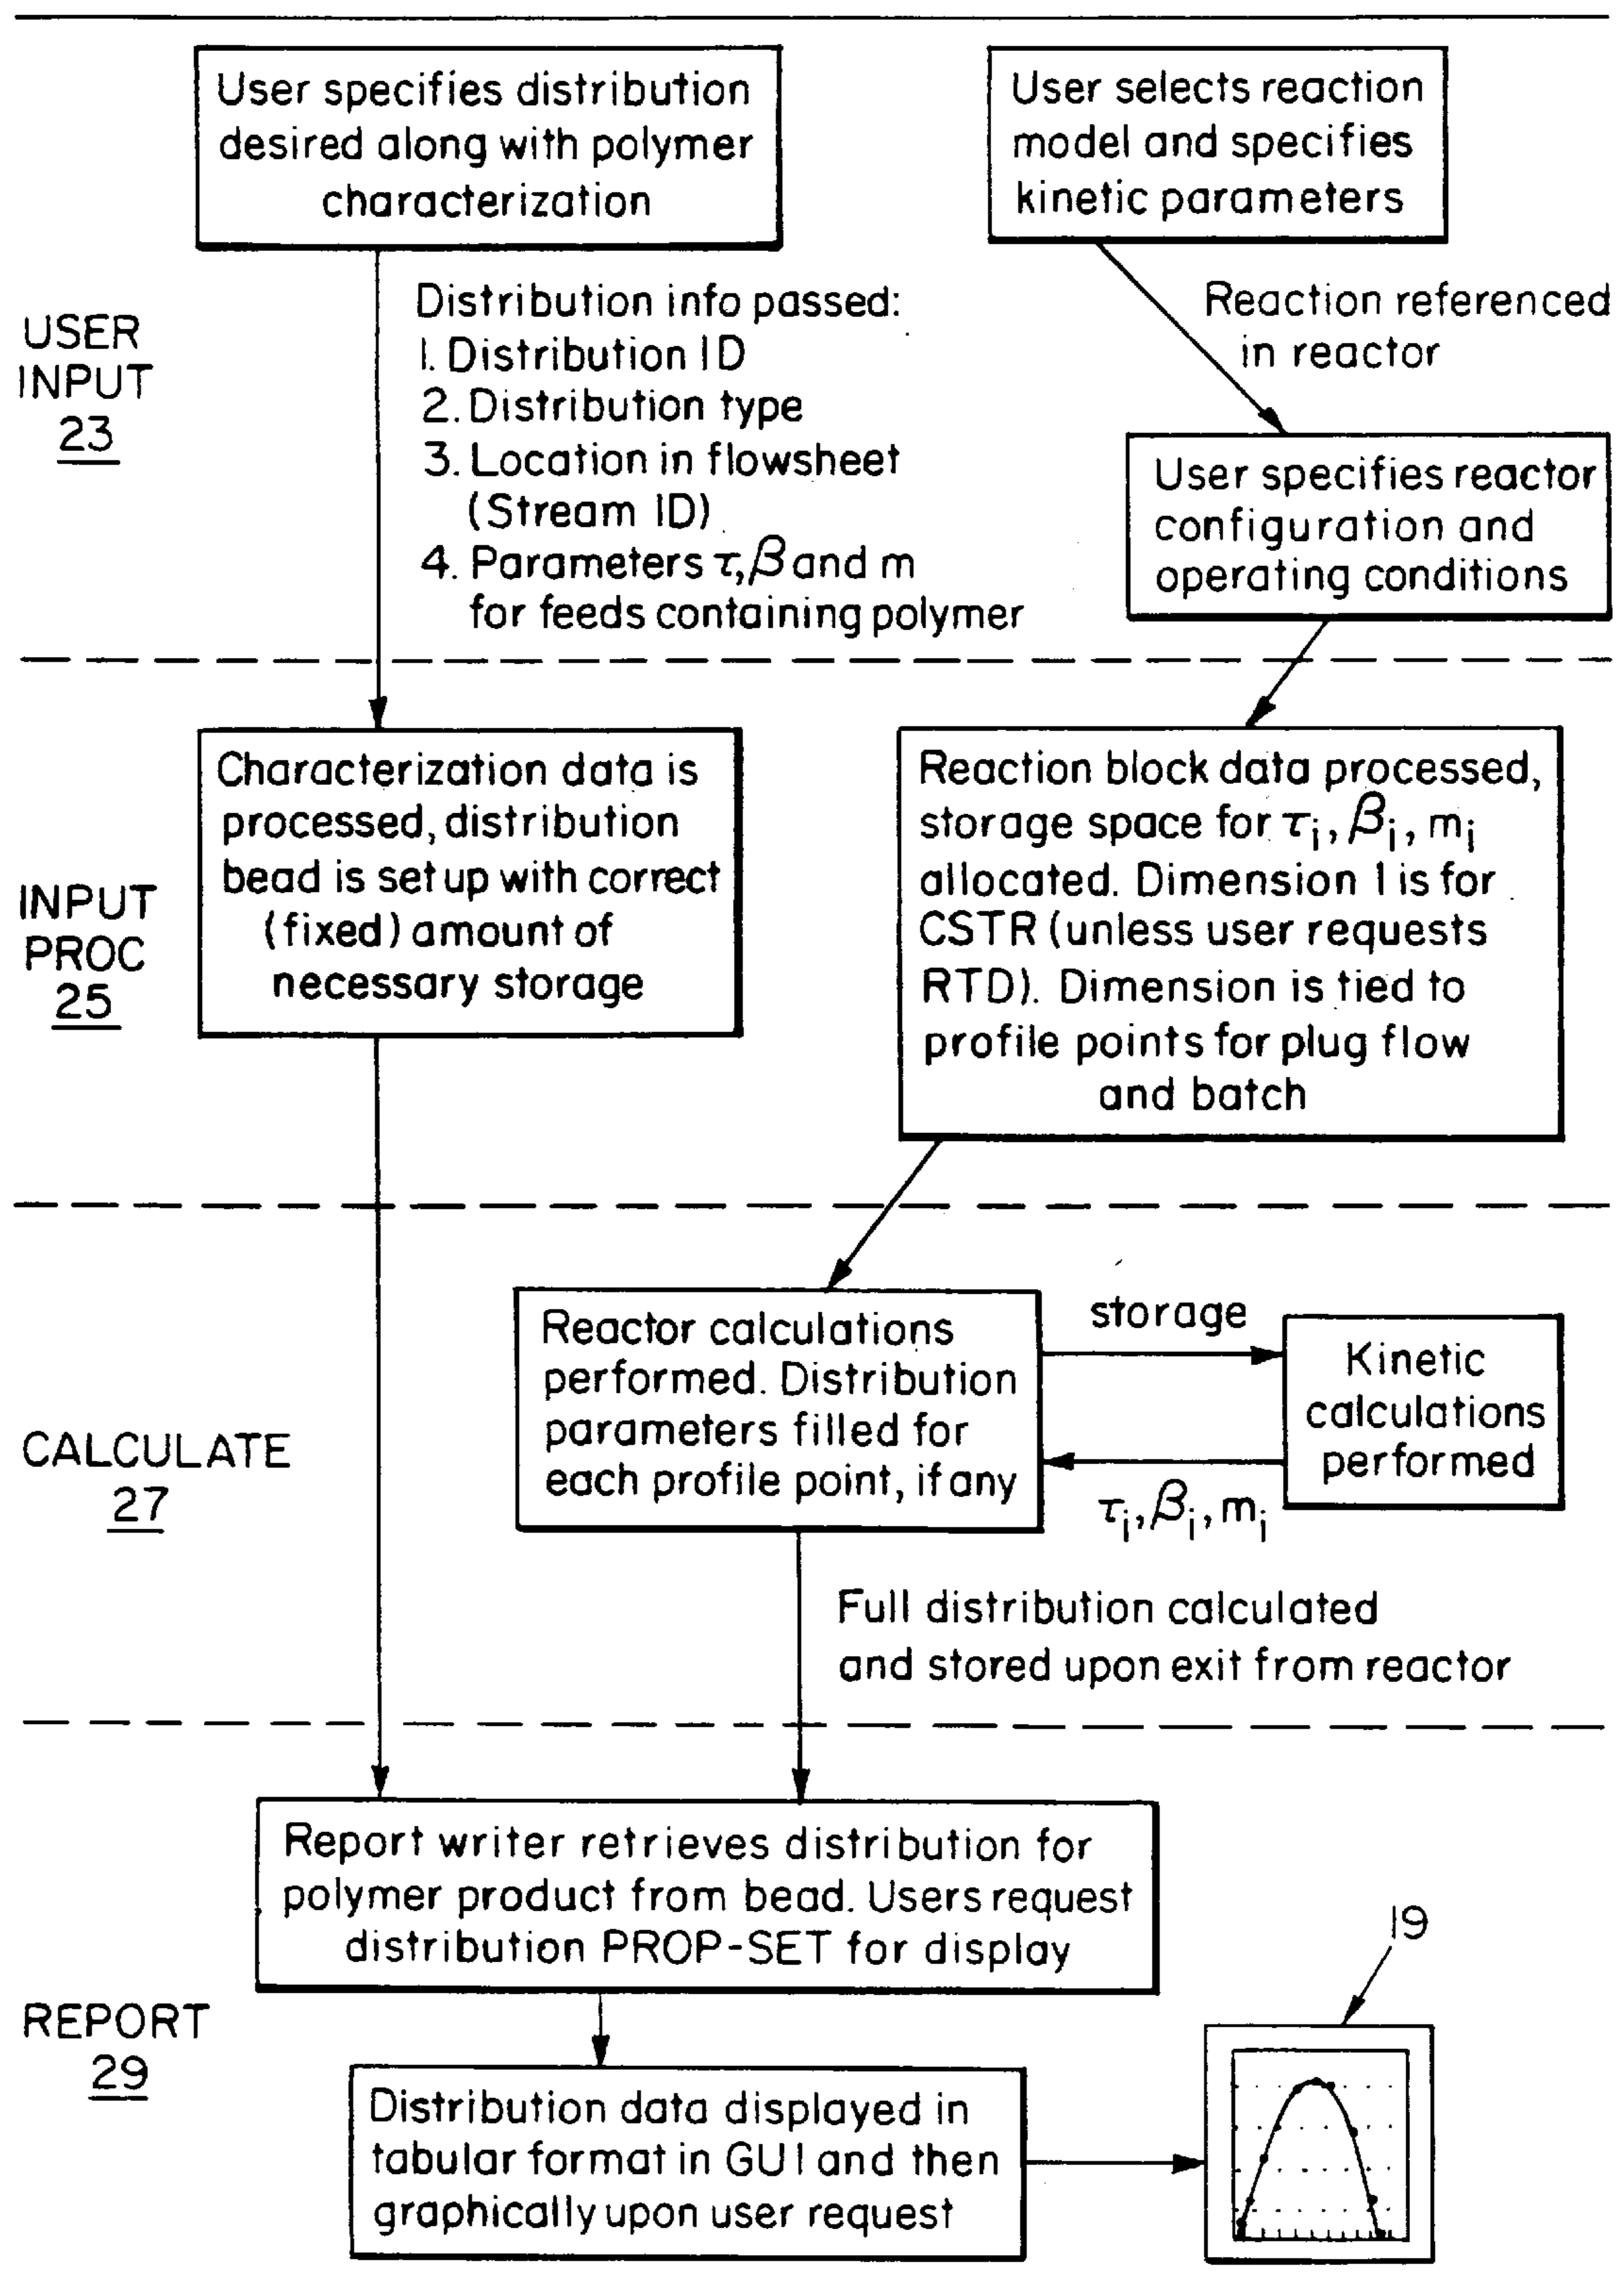 User specifies distribution
desired along with polymer
characterization
User selects reaction
model and specifies
kinetic parameters
USER
INPUT
23
Distribution info passed:
1. Distribution ID
2. Distribution type
3. Location in flowsheet
(Stream ID)
4. Parameters τ, β and m
for feeds containing polymer
Reaction referenced
in reactor
User specifies reactor
configuration and
operating conditions
INPUT
PROC
25
Characterization data is
processed, distribution
bead is set up with correct
(fixed) amount of
necessary storage
Reaction block data processed,
storage space for τi, βi, mi
allocated. Dimension 1 is for
CSTR (unless user requests
RTD). Dimension is tied to
profile points for plug flow
and batch
CALCULATE
27
Reactor calculations
performed. Distribution
parameters filled for
each profile point, if any
storage
Kinetic
calculations
performed
τi, βi, mi
Full distribution calculated
and stored upon exit from reactor
REPORT
29
Report writer retrieves distribution for
polymer product from bead. Users request
distribution PROP-SET for display
Distribution data displayed in
tabular format in GUI and then
graphically upon user request
19